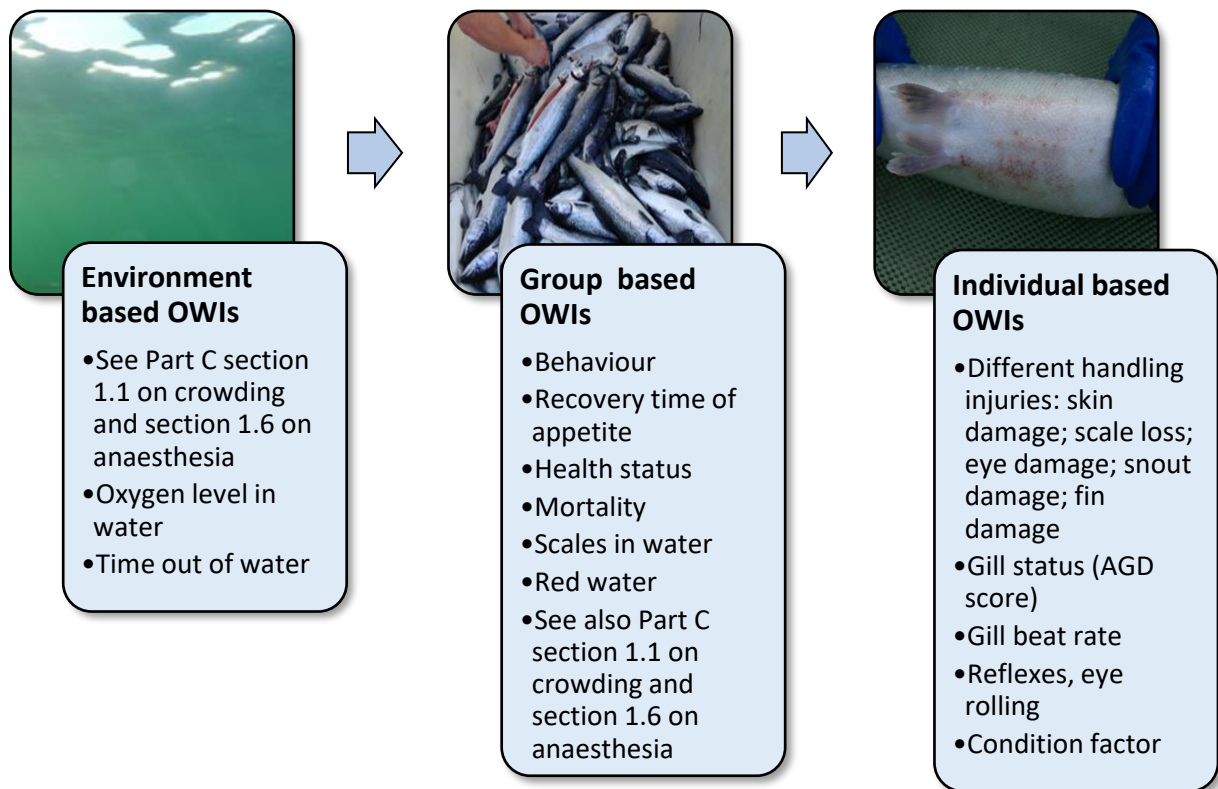 Environment
based OWIs
•See Part C section
1.1 on crowding
and section 1.6 on
anaesthesia
•Oxygen level in
water
•Time out of water
Group based
OWIs
•Behaviour
•Recovery time of
appetite
•Health status
•Mortality
•Scales in water
•Red water
•See also Part C
section 1.1 on
crowding and
section 1.6 on
anaesthesia
Individual based
OWIs
•Different handling
injuries: skin
damage; scale loss;
eye damage; snout
damage; fin
damage
•Gill status (AGD
score)
•Gill beat rate
•Reflexes, eye
rolling
•Condition factor